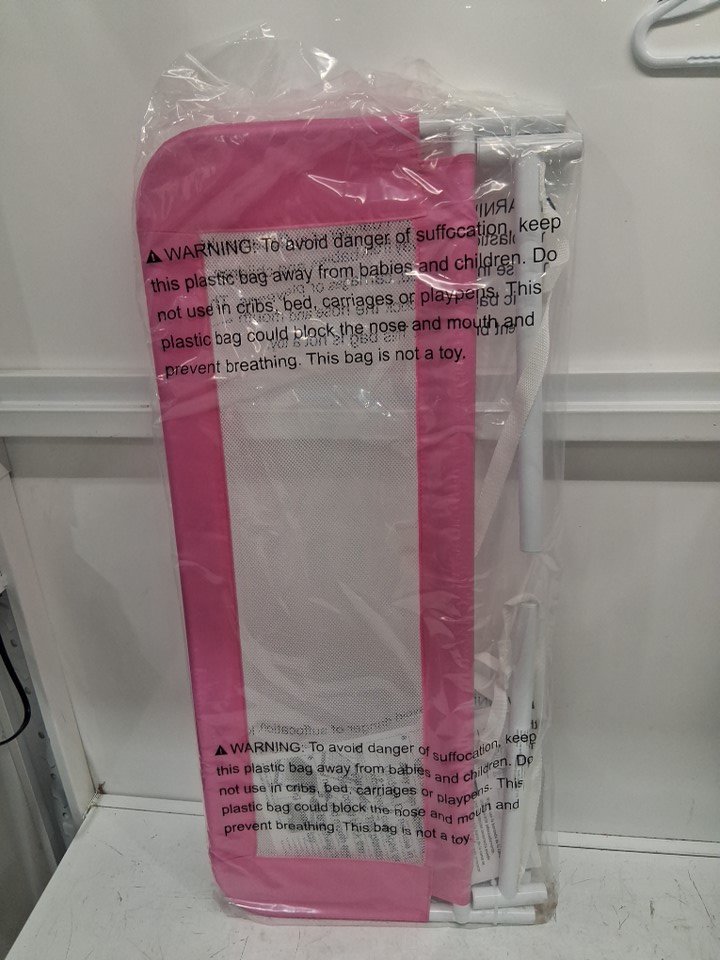 ⚠ WARNING: To avoid danger of suffocation, keep
this plastic bag away from babies and children. Do
not use in cribs, bed, carriages or playpens. This
plastic bag could block the nose and mouth and
prevent breathing. This bag is not a toy.
⚠ WARNING: To avoid danger of suffocation, keep
this plastic bag away from babies and children. Do
not use in cribs, bed, carriages or playpens. This
plastic bag could block the nose and mouth and
prevent breathing. This bag is not a toy.